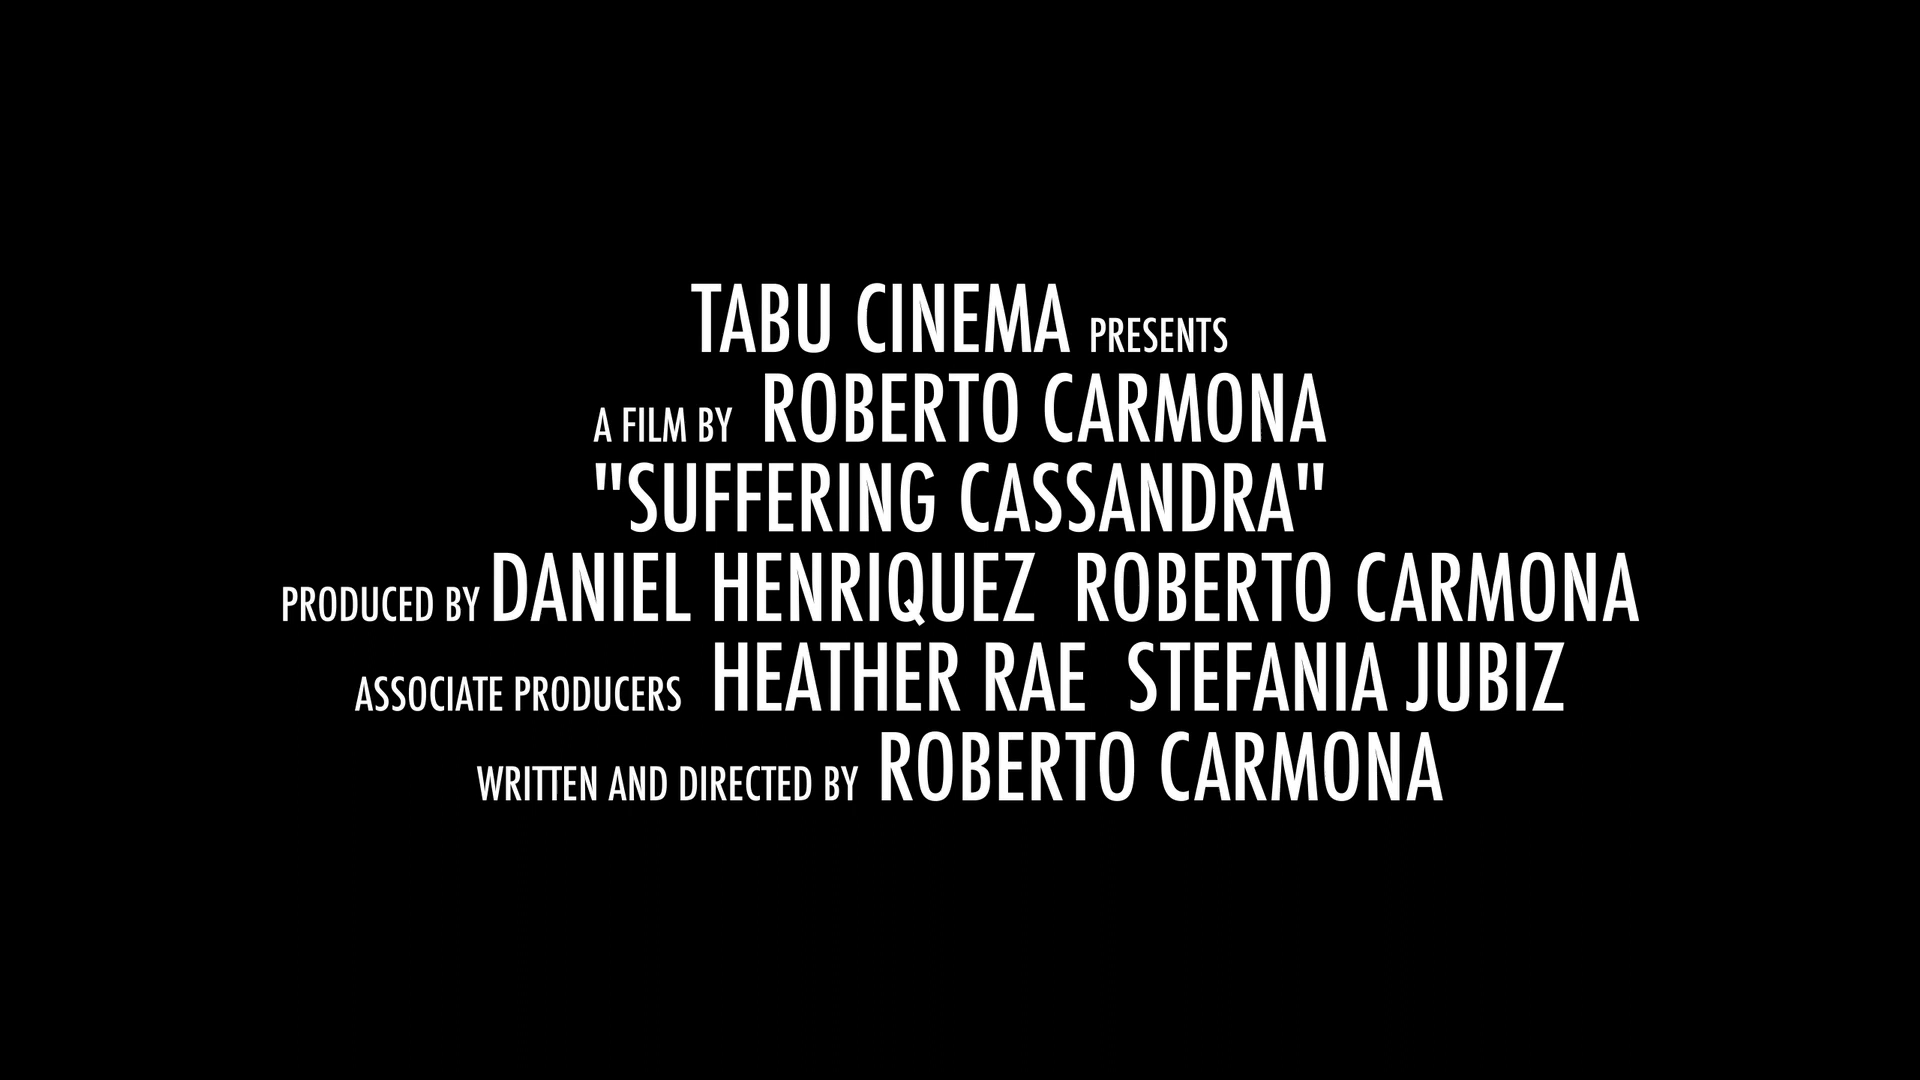 TABU CINEMA PRESENTS
A FILM BY ROBERTO CARMONA
"SUFFERING CASSANDRA"
PRODUCED BY DANIEL HENRIQUEZ ROBERTO CARMONA
ASSOCIATE PRODUCERS HEATHER RAE STEFANIA JUBIZ
WRITTEN AND DIRECTED BY ROBERTO CARMONA